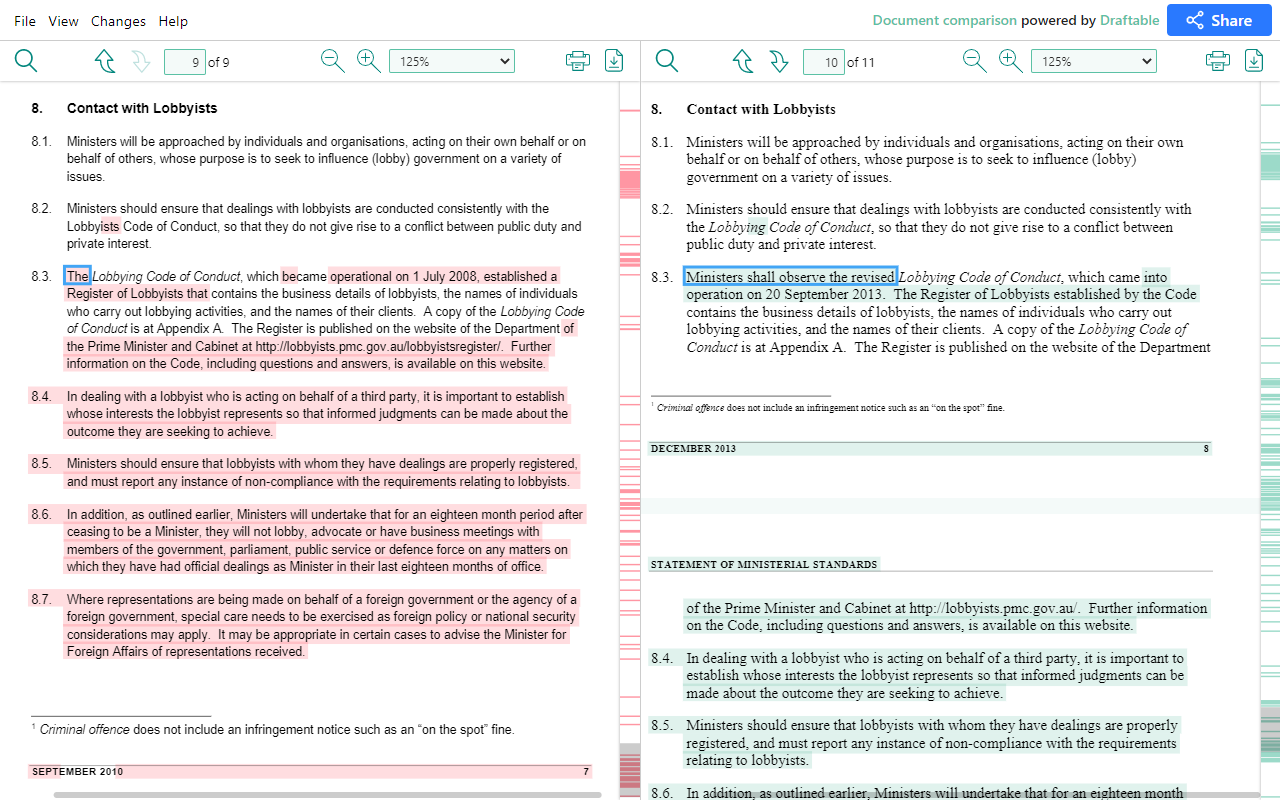 File View Changes Help
Document comparison powered by Draftable
Share
9 of 9
125%
10 of 11
125%
8. Contact with Lobbyists
8.1. Ministers will be approached by individuals and organisations, acting on their own behalf or on
behalf of others, whose purpose is to seek to influence (lobby) government on a variety of
issues.
8.2. Ministers should ensure that dealings with lobbyists are conducted consistently with the
Lobbyists Code of Conduct, so that they do not give rise to a conflict between public duty and
private interest.
8.3. The Lobbying Code of Conduct, which became operational on 1 July 2008, established a
Register of Lobbyists that contains the business details of lobbyists, the names of individuals
who carry out lobbying activities, and the names of their clients. A copy of the Lobbying Code
of Conduct is at Appendix A. The Register is published on the website of the Department of
the Prime Minister and Cabinet at http://lobbyists.pmc.gov.au/lobbyistsregister/. Further
information on the Code, including questions and answers, is available on this website.
8.4. In dealing with a lobbyist who is acting on behalf of a third party, it is important to establish
whose interests the lobbyist represents so that informed judgments can be made about the
outcome they are seeking to achieve.
8.5. Ministers should ensure that lobbyists with whom they have dealings are properly registered,
and must report any instance of non-compliance with the requirements relating to lobbyists.
8.6. In addition, as outlined earlier, Ministers will undertake that for an eighteen month period after
ceasing to be a Minister, they will not lobby, advocate or have business meetings with
members of the government, parliament, public service or defence force on any matters on
which they have had official dealings as Minister in their last eighteen months of office.
8.7. Where representations are being made on behalf of a foreign government or the agency of a
foreign government, special care needs to be exercised as foreign policy or national security
considerations may apply. It may be appropriate in certain cases to advise the Minister for
Foreign Affairs of representations received.
1 Criminal offence does not include an infringement notice such as an “on the spot” fine.
SEPTEMBER 2010 7
8. Contact with Lobbyists
8.1. Ministers will be approached by individuals and organisations, acting on their own
behalf or on behalf of others, whose purpose is to seek to influence (lobby)
government on a variety of issues.
8.2. Ministers should ensure that dealings with lobbyists are conducted consistently with
the Lobbying Code of Conduct, so that they do not give rise to a conflict between
public duty and private interest.
8.3. Ministers shall observe the revised Lobbying Code of Conduct, which came into
operation on 20 September 2013. The Register of Lobbyists established by the Code
contains the business details of lobbyists, the names of individuals who carry out
lobbying activities, and the names of their clients. A copy of the Lobbying Code of
Conduct is at Appendix A. The Register is published on the website of the Department
1 Criminal offence does not include an infringement notice such as an “on the spot” fine.
DECEMBER 2013 8
STATEMENT OF MINISTERIAL STANDARDS
of the Prime Minister and Cabinet at http://lobbyists.pmc.gov.au/. Further information
on the Code, including questions and answers, is available on this website.
8.4. In dealing with a lobbyist who is acting on behalf of a third party, it is important to
establish whose interests the lobbyist represents so that informed judgments can be
made about the outcome they are seeking to achieve.
8.5. Ministers should ensure that lobbyists with whom they have dealings are properly
registered, and must report any instance of non-compliance with the requirements
relating to lobbyists.
8.6. In addition, as outlined earlier, Ministers will undertake that for an eighteen month